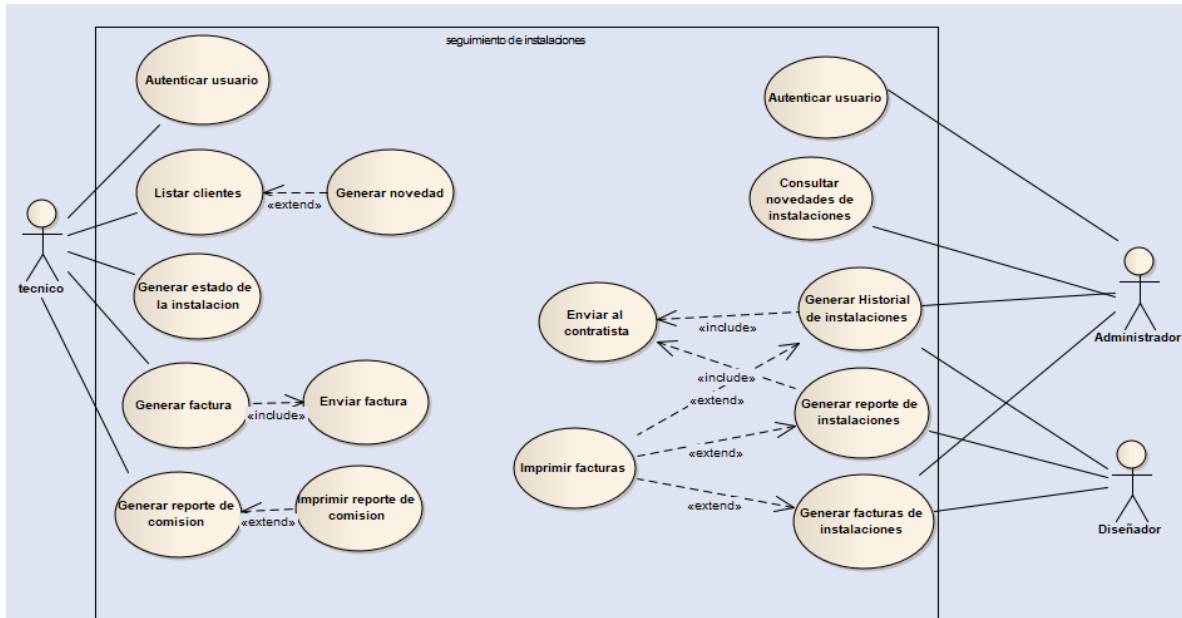 seguimiento de instalaciones
Autenticar usuario
Listar clientes
«extend»
Generar novedad
tecnico
Generar estado de
la instalacion
Generar factura
«include»
Enviar factura
Generar reporte de
comision
«extend»
Imprimir reporte de
comision
Autenticar usuario
Consultar
novedades de
instalaciones
Enviar al
contratista
«include»
Generar Historial
de instalaciones
Administrador
«include»
«extend»
Generar reporte de
instalaciones
Imprimir facturas
«extend»
«extend»
Generar facturas de
instalaciones
Diseñador